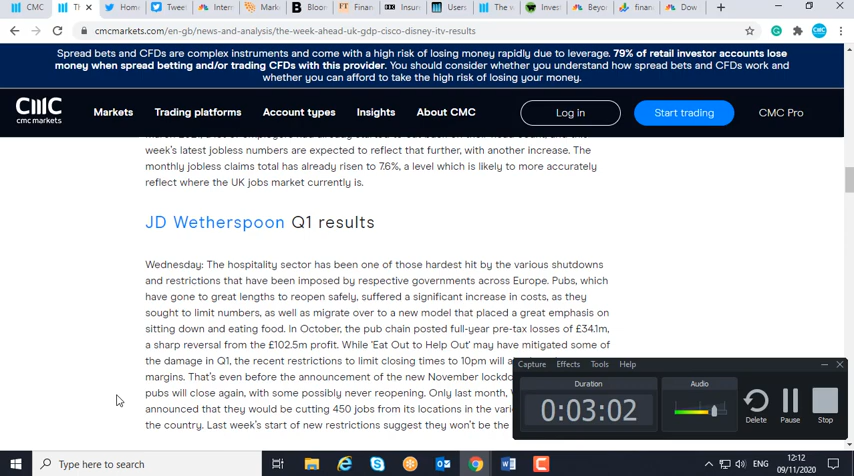 CMC
Th
Home
Tweet
Intern
Mark
Bloon
Finan
Insur
Users
The w
Invest
Beyo
finan
Dow
cmcmarkets.com/en-gb/news-and-analysis/the-week-ahead-uk-gdp-cisco-disney-itv-results
Spread bets and CFDs are complex instruments and come with a high risk of losing money rapidly due to leverage. 79% of retail investor accounts lose
money when spread betting and/or trading CFDs with this provider. You should consider whether you understand how spread bets and CFDs work and
whether you can afford to take the high risk of losing your money.
cmc markets
Markets
Trading platforms
Account types
Insights
About CMC
Log in
Start trading
CMC Pro
week's latest jobless numbers are expected to reflect that further, with another increase. The
monthly jobless claims total has already risen to 7.6%, a level which is likely to more accurately
reflect where the UK jobs market currently is.
JD Wetherspoon Q1 results
Wednesday: The hospitality sector has been one of those hardest hit by the various shutdowns
and restrictions that have been imposed by respective governments across Europe. Pubs, which
have gone to great lengths to reopen safely, suffered a significant increase in costs, as they
sought to limit numbers, as well as migrate over to a new model that placed a great emphasis on
sitting down and eating food. In October, the pub chain posted full-year pre-tax losses of £34.1m,
a sharp reversal from the £102.5m profit. While 'Eat Out to Help Out' may have mitigated some of
the damage in Q1, the recent restrictions to limit closing times to 10pm will
margins. That's even before the announcement of the new November
pubs will close again, with some possibly never reopening. Only last month,
announced that they would be cutting 450 jobs from its locations in the
the country. Last week's start of new restrictions suggest they won't be the
Capture
Effects
Tools
Help
Duration
0:03:02
Audio
Delete
Pause
Stop
Type here to search
ENG
12:12
09/11/2020